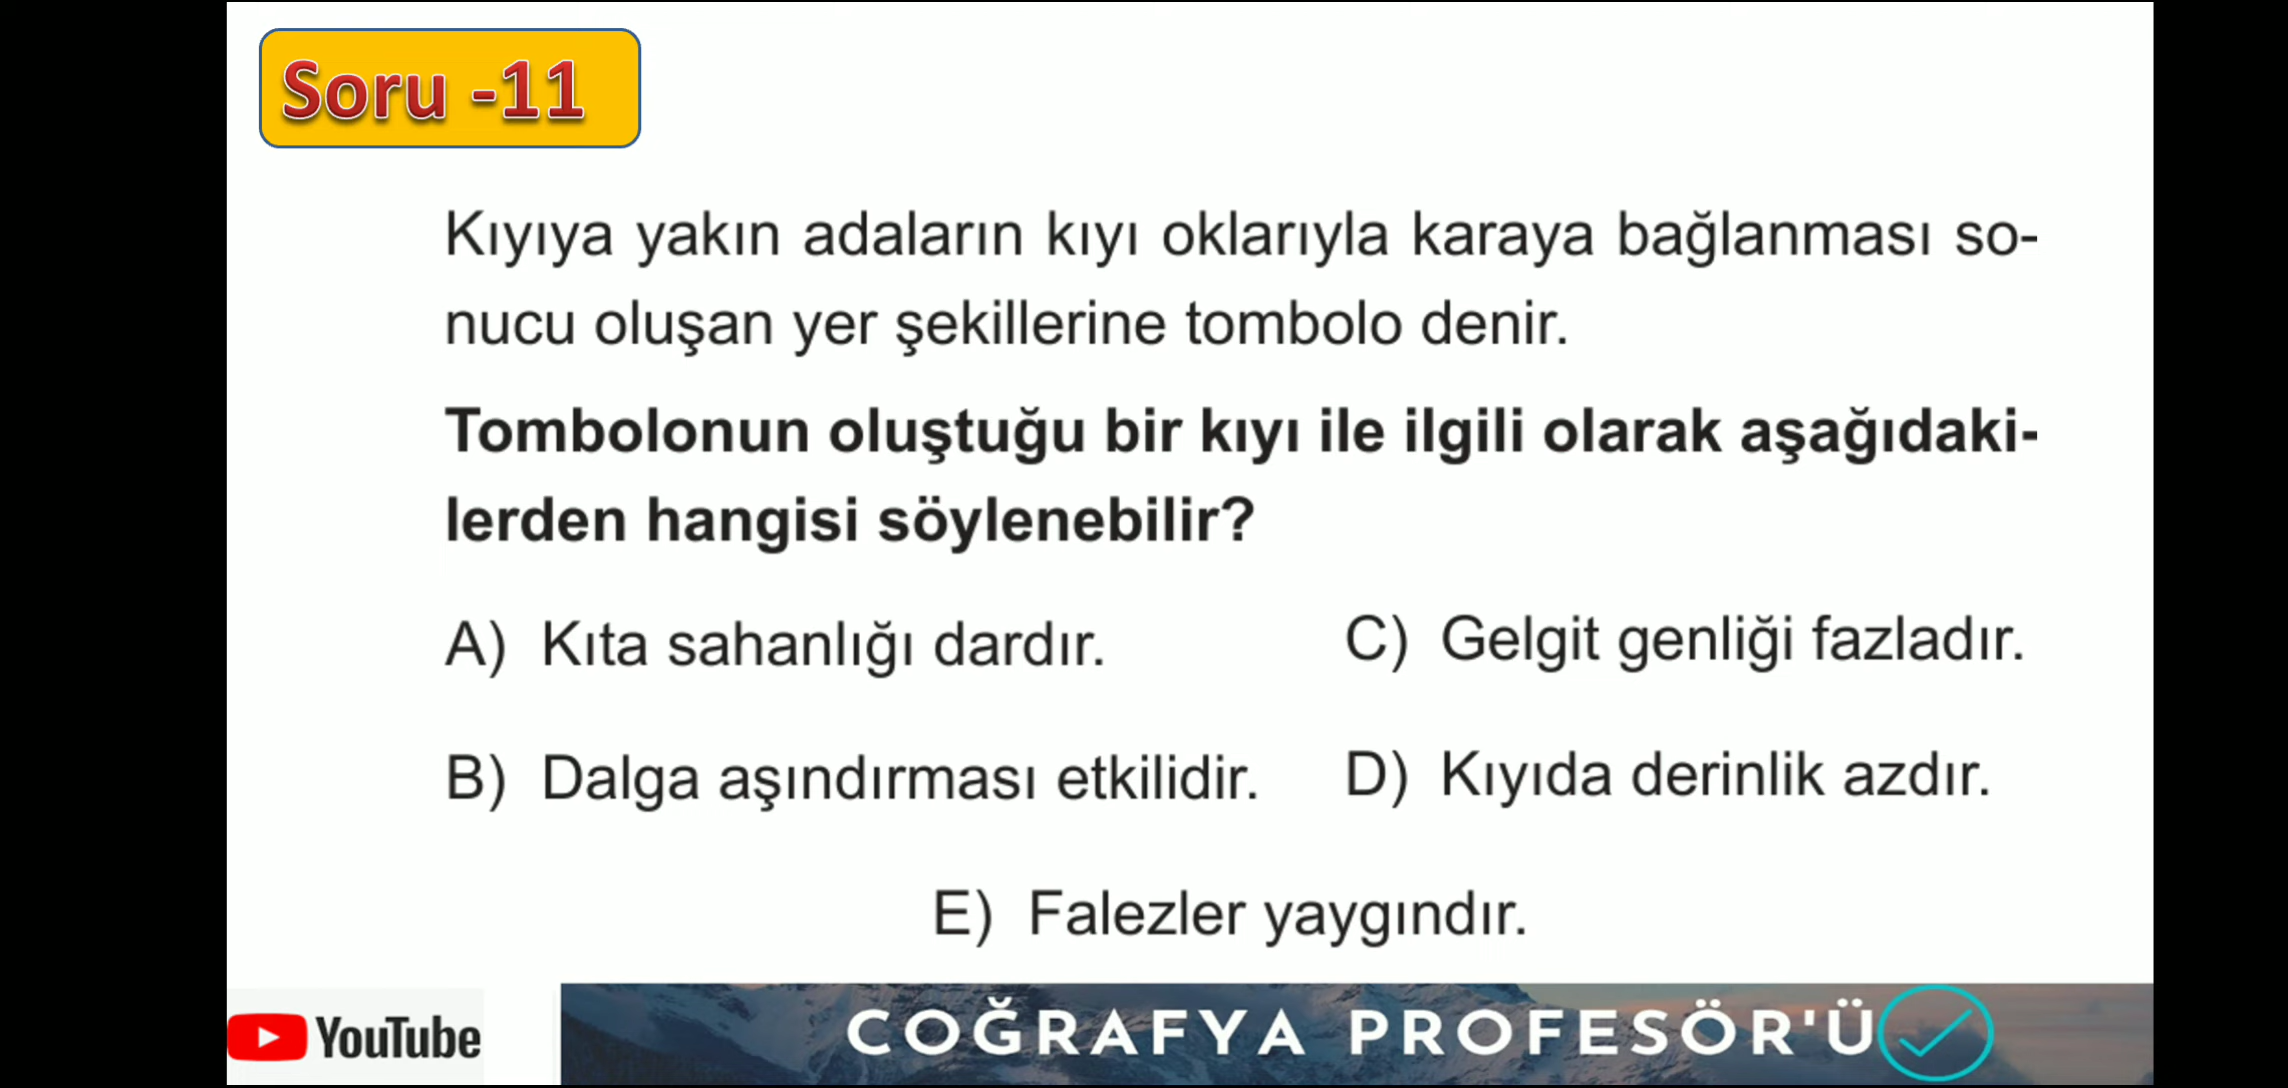 Soru -11
Kıyıya yakın adaların kıyı oklarıyla karaya bağlanması so-
nucu oluşan yer şekillerine tombolo denir.
Tombolonun oluştuğu bir kıyı ile ilgili olarak aşağıdaki-
lerden hangisi söylenebilir?
A) Kıta sahanlığı dardır.
B) Dalga aşındırması etkilidir.
C) Gelgit genliği fazladır.
D) Kıyıda derinlik azdır.
E) Falezler yaygındır.
YouTube
COĞRAFYA PROFESÖR'Ü